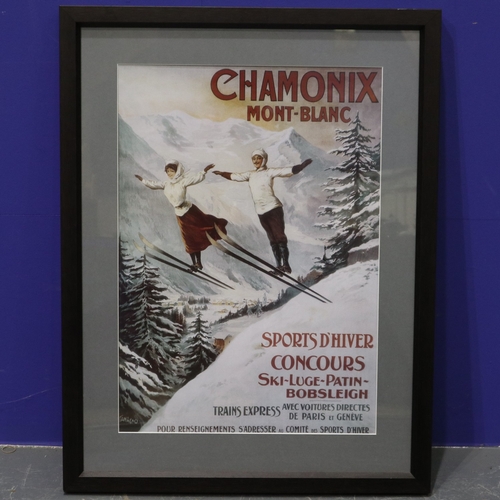 CHAMONIX
MONT-BLANC
SPORTS D'HIVER
CONCOURS
SKI-LUGE-PATIN-
BOBSLEIGH
TRAINS EXPRESS AVEC VOITURES DIRECTES
DE PARIS ET GENÈVE
POUR RENSEIGNEMENTS S'ADRESSER AU COMITÉ DES SPORTS D'HIVER